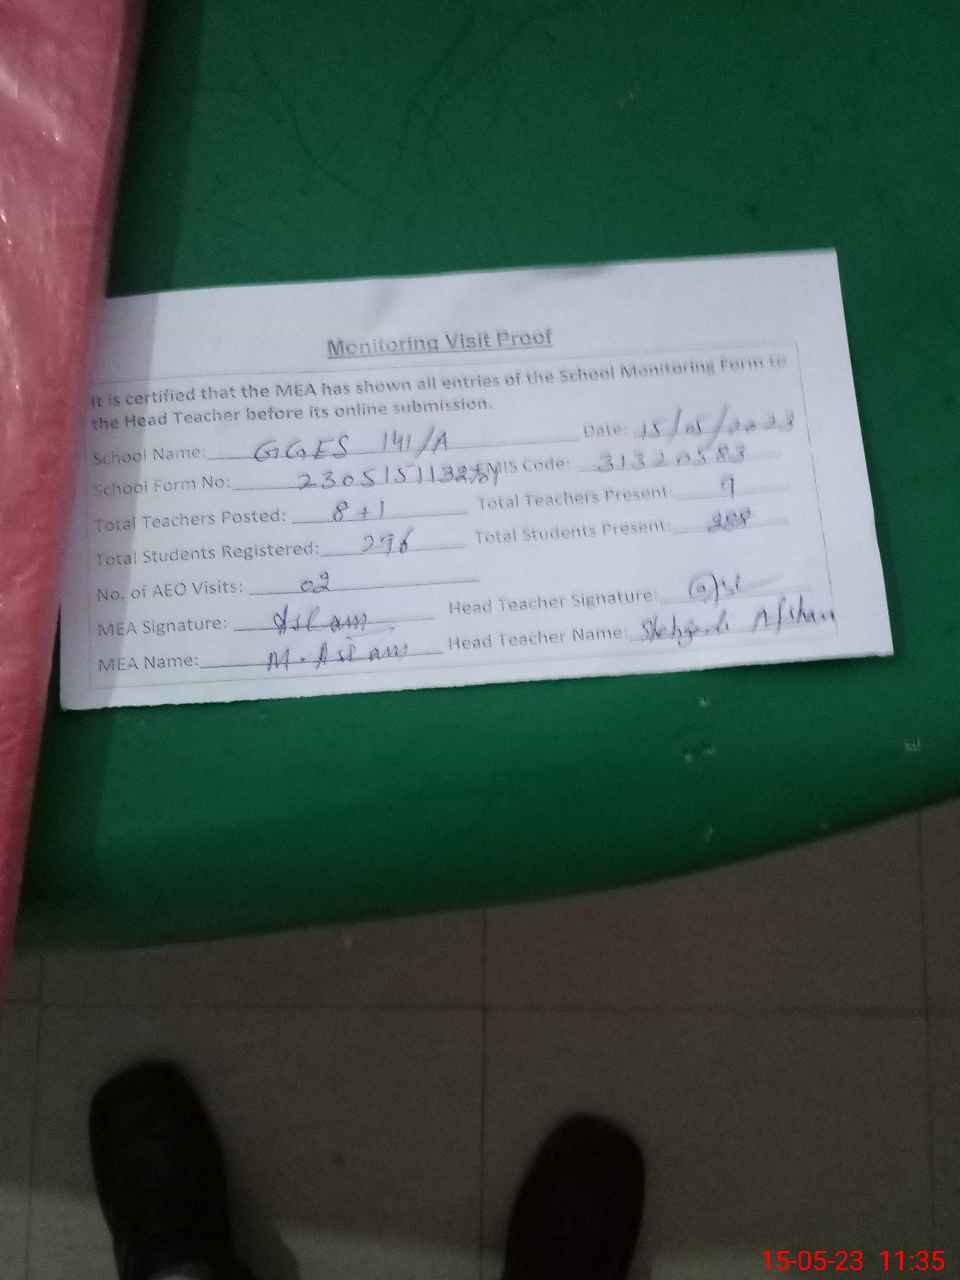 Monitoring Visit Proof
It is certified that the MEA has shown all entries of the School Monitoring Form to
the Head Teacher before its online submission.
School Name: GGES 141/A Date: 15/05/2023
School Form No: 2305151132 EMIS Code: 31320583
Total Teachers Posted: 8+1 Total Teachers Present: 9
Total Students Registered: 296 Total Students Present:
No. of AEO Visits: 02
MEA Signature: Aslam Head Teacher Signature:
MEA Name: M. Aslam Head Teacher Name: Afshan
15-05-23 11:35